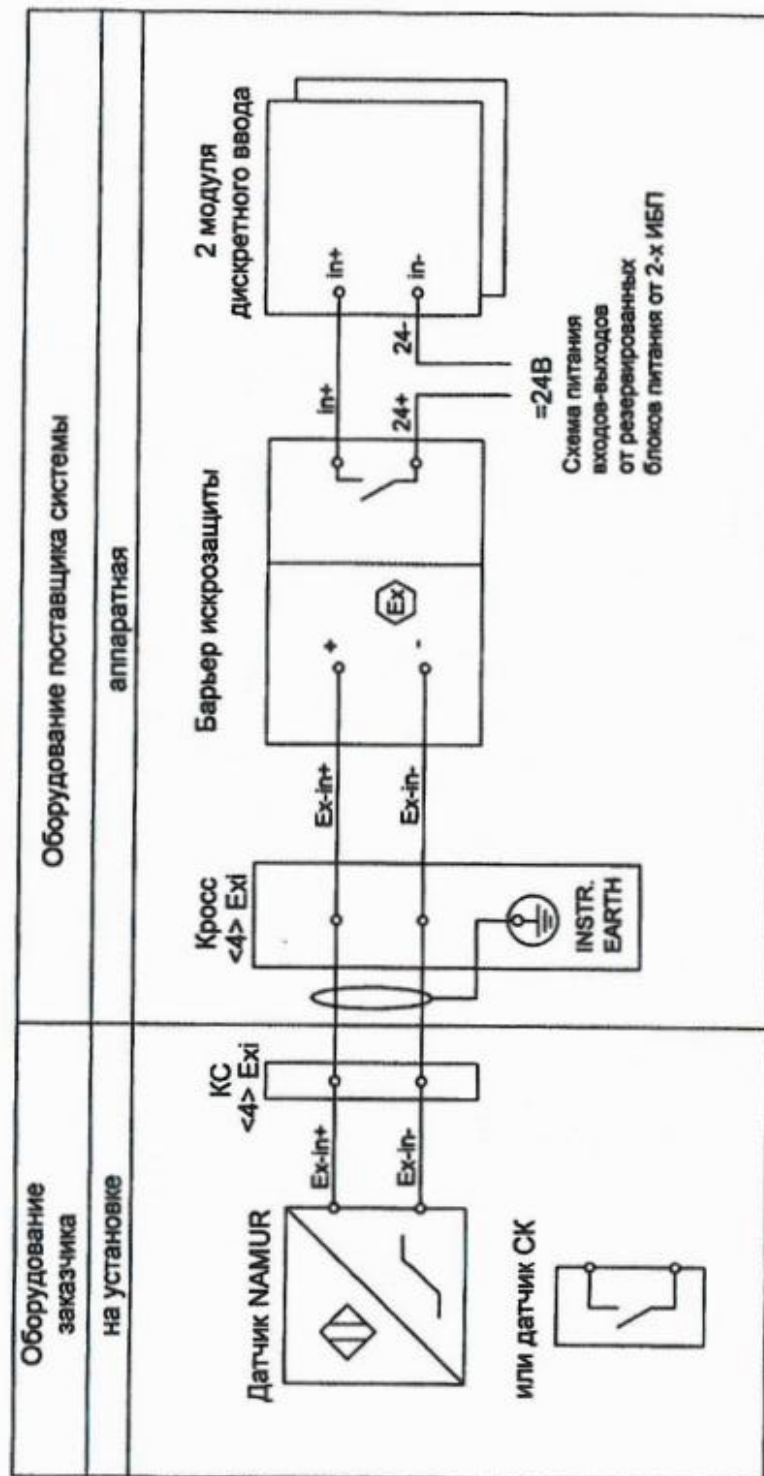 Оборудование
заказчика
Оборудование поставщика системы
на установке
аппаратная
Датчик NAMUR
Ex-in+
Ex-in-
или датчик СК
КС
<4> Exi
Кросс
<4> Exi
INSTR.
EARTH
Ex-in+
Ex-in-
Барьер искрозащиты
+
-
Ex
in+
24+
24-
=24В
Схема питания
входов-выходов
от резервированных
блоков питания от 2-х ИБП
2 модуля
дискретного ввода
in+
in-